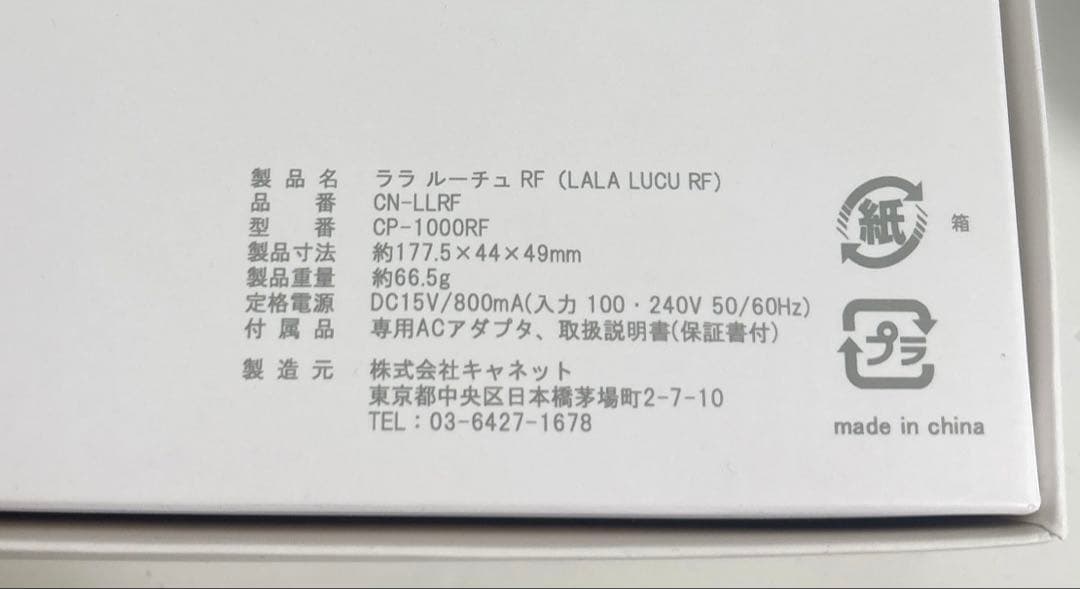 製品名 ララ ルーチュ RF（LALA LUCU RF）
品番 CN-LLRF
型番 CP-1000RF
製品寸法 約177.5×44×49mm
製品重量 約66.5g
定格電源 DC15V/800mA(入力 100・240V 50/60Hz)
付属品 専用ACアダプタ、取扱説明書(保証書付)
製造元 株式会社キャネット
東京都中央区日本橋茅場町2-7-10
TEL：03-6427-1678
紙 箱
プラ
made in china